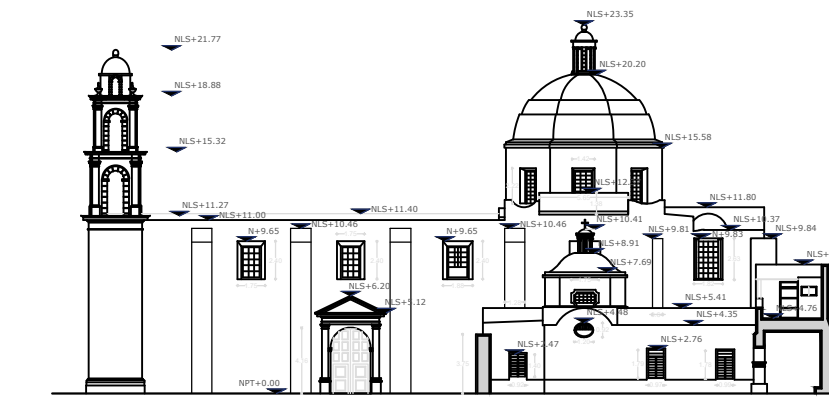 NLS+23.35
NLS+21.77
NLS+20.20
NLS+18.88
NLS+15.32
NLS+15.58
NLS+11.27
NLS+11.00
NLS+11.40
NLS+11.80
NLS+10.46
NLS+10.46
NLS+10.41
NLS+10.37
N+9.65
N+9.65
NLS+9.81
N+9.83
NLS+9.84
NLS+8.91
NLS+7.69
NLS+6.20
NLS+5.12
NLS+5.41
NLS+4.48
NLS+4.35
NLS+2.47
NLS+2.76
NPT+0.00